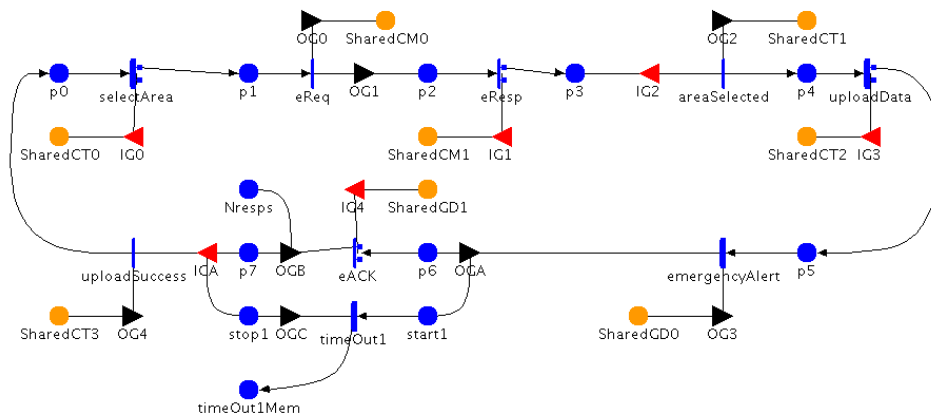 OG0 SharedCM0 OG2 SharedCT1
p0 selectArea p1 eReq OG1 p2 eResp p3 IG2 areaSelected p4 uploadData
SharedCT0 IG0 SharedCM1 IG1 SharedCT2 IG3
Nresps IG4 SharedGD1
uploadSuccess IGA p7 OGB eACK p6 OGA emergencyAlert p5
SharedCT3 OG4 stop1 OGC timeOut1 start1 SharedGD0 OG3
timeOut1Mem